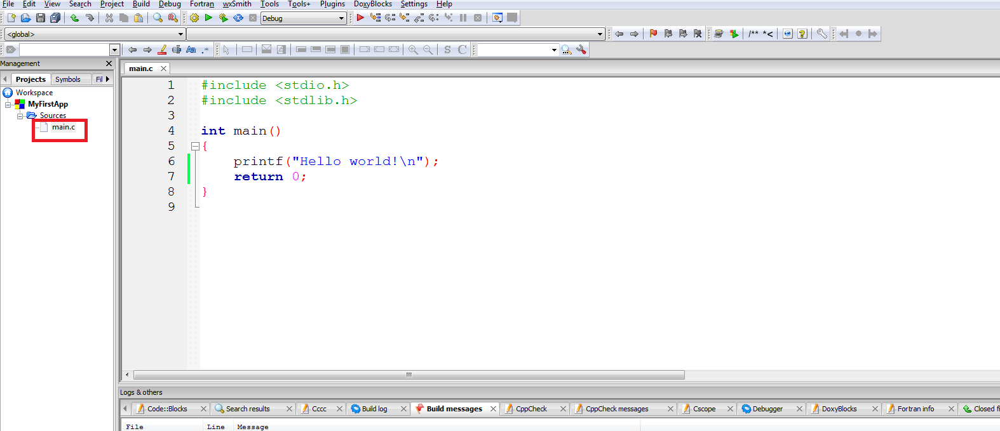 File Edit View Search Project Build Debug Fortran wxSmith Tools Tools+ Plugins DoxyBlocks Settings Help
Debug
<global>
/** *<
Aa .* S C
Management
main.c
Projects Symbols Fil
1 #include <stdio.h>
Workspace
2 #include <stdlib.h>
MyFirstApp
3
Sources
main.c
4 int main()
5 {
6 printf("Hello world!\n");
7 return 0;
8 }
9
Logs & others
Code::Blocks Search results Cccc Build log Build messages CppCheck CppCheck messages Cscope Debugger DoxyBlocks Fortran info Closed fi
File Line Message